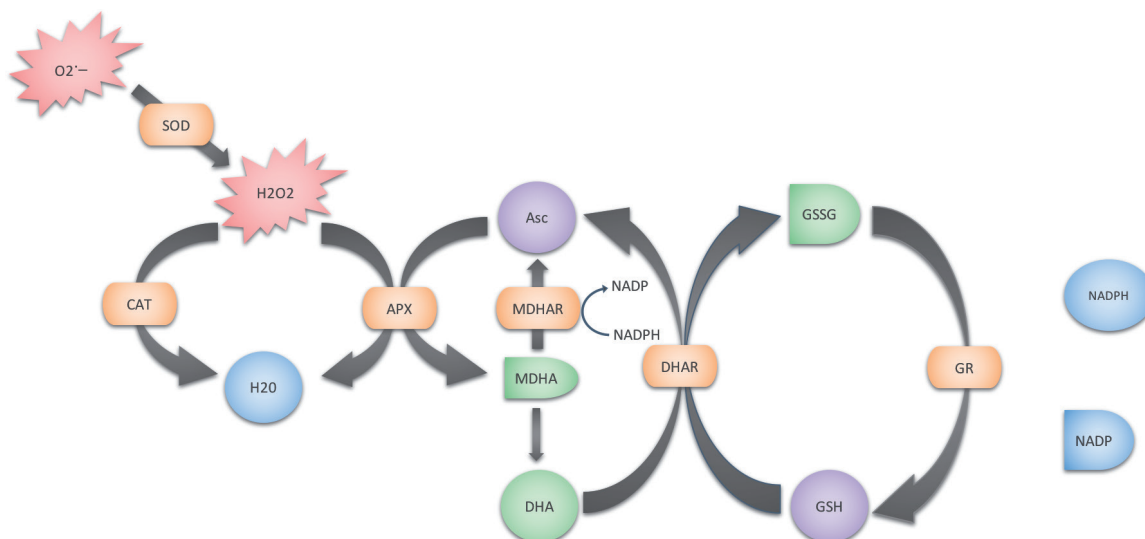 O2˙–
SOD
H2O2
Asc
GSSG
CAT
APX
MDHAR
NADP
NADPH
NADPH
H20
MDHA
DHAR
GR
NADP
DHA
GSH